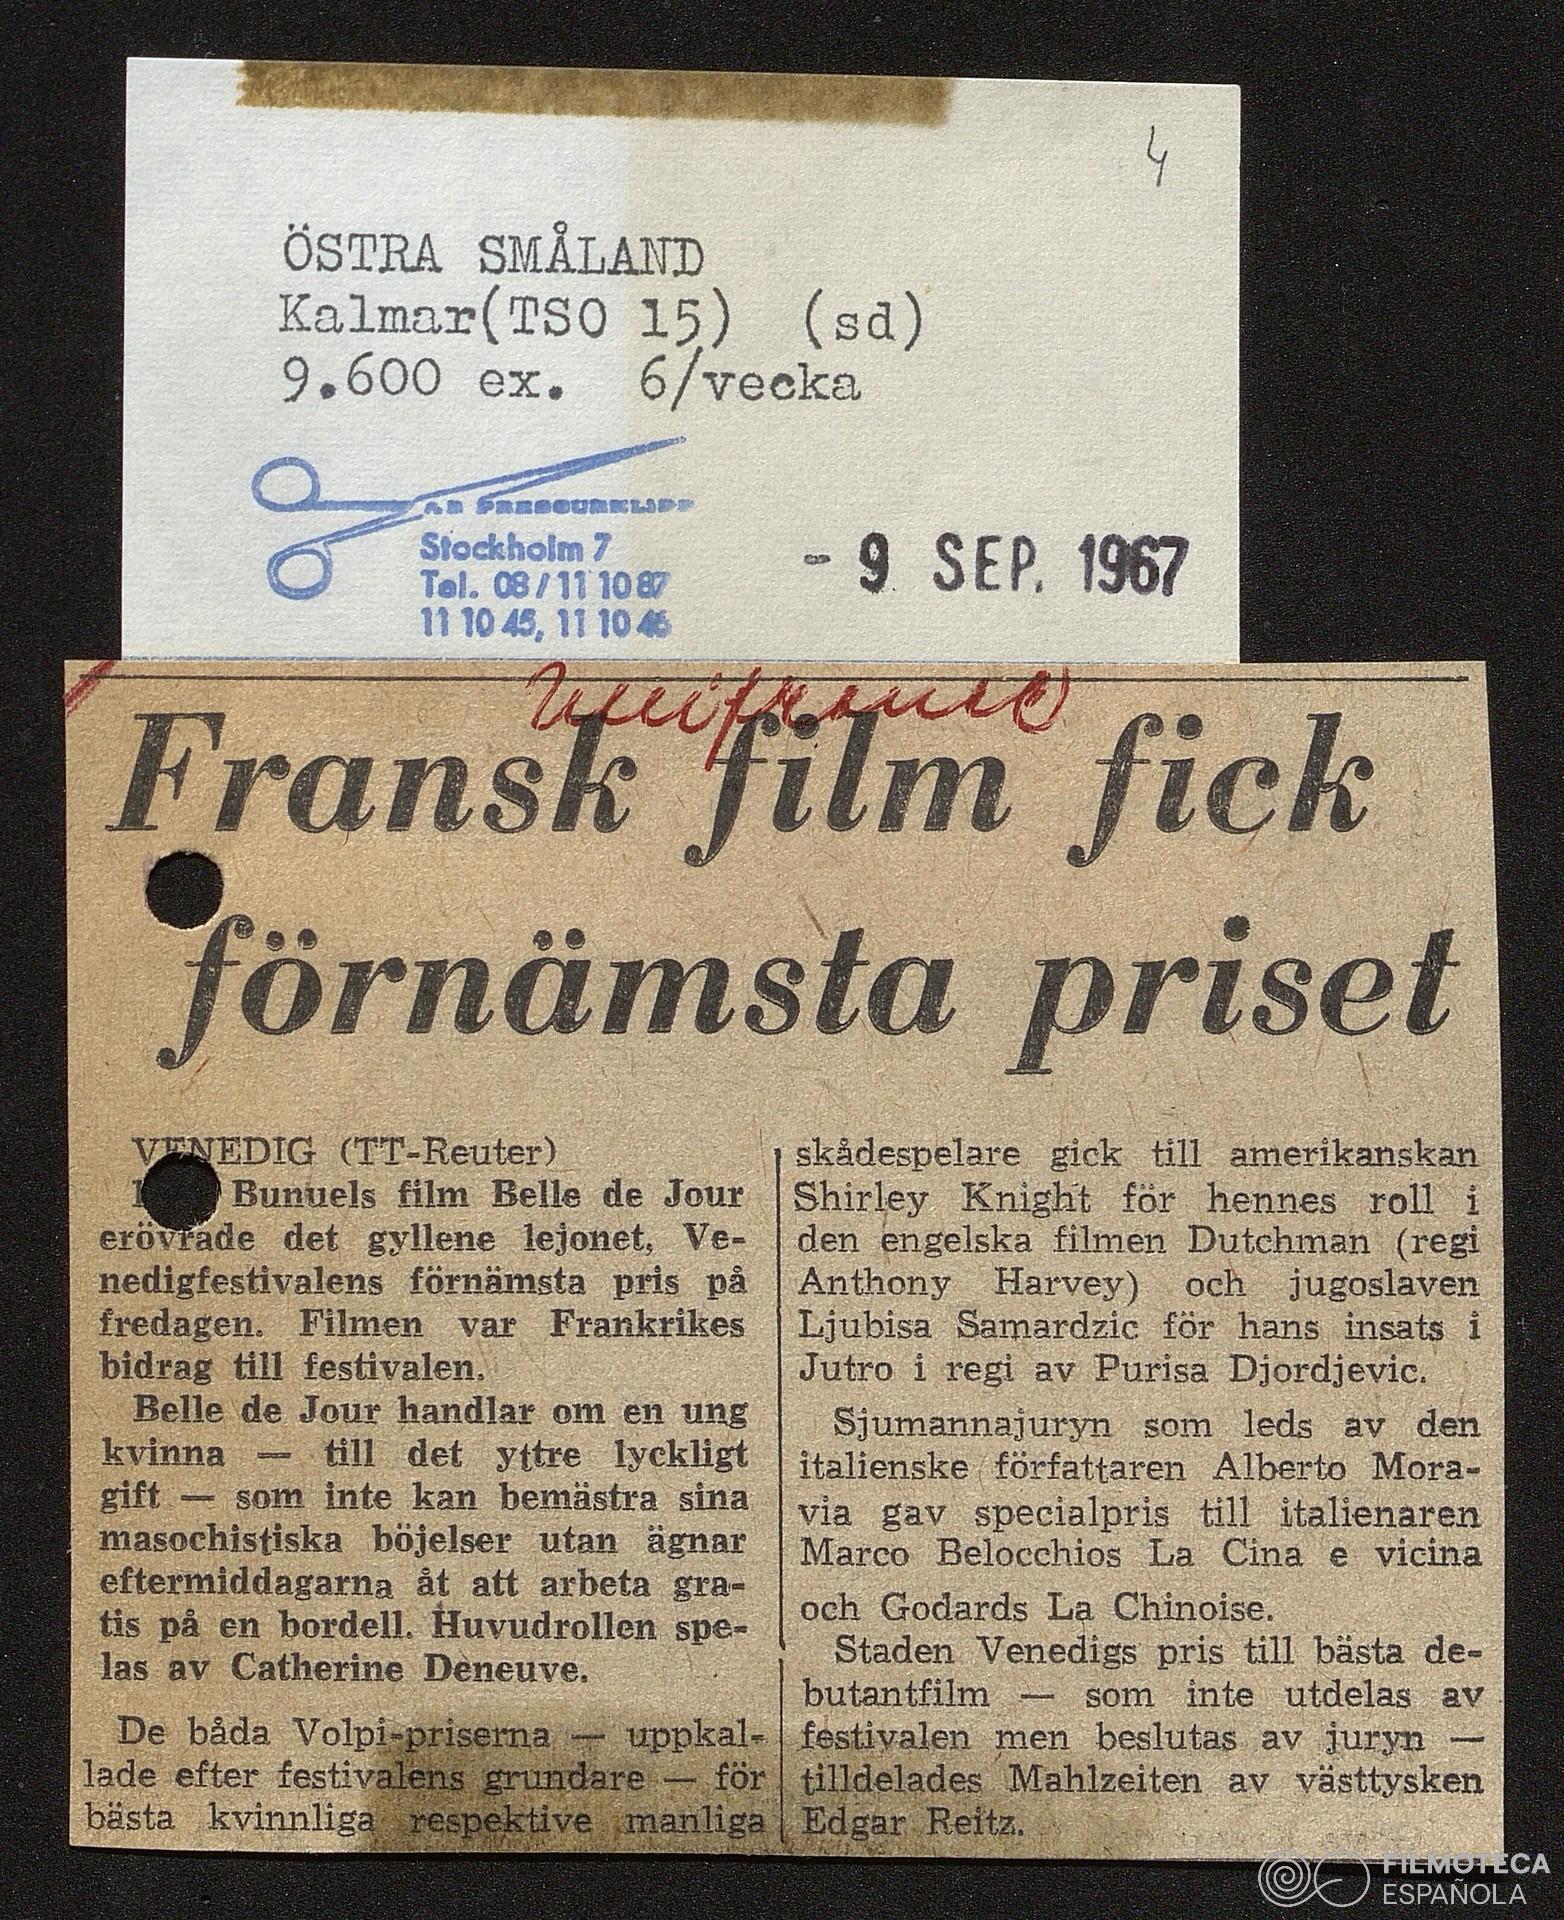 4
ÖSTRA SMÅLAND
Kalmar(TSO 15) (sd)
9.600 ex. 6/vecka
AB PRESSURKLIPP
Stockholm 7
Tel. 08/11 10 87
11 10 45, 11 10 46
- 9 SEP. 1967
Unifrance
Fransk film fick
förnämsta priset
VENEDIG (TT-Reuter)
Bunuels film Belle de Jour
erövrade det gyllene lejonet, Ve-
nedigfestivalens förnämsta pris på
fredagen. Filmen var Frankrikes
bidrag till festivalen.
Belle de Jour handlar om en ung
kvinna — till det yttre lyckligt
gift — som inte kan bemästra sina
masochistiska böjelser utan ägnar
eftermiddagarna åt att arbeta gra-
tis på en bordell. Huvudrollen spe-
las av Catherine Deneuve.
De båda Volpi-priserna — uppkal-
lade efter festivalens grundare — för
bästa kvinnliga respektive manliga
skådespelare gick till amerikanskan
Shirley Knight för hennes roll i
den engelska filmen Dutchman (regi
Anthony Harvey) och jugoslaven
Ljubisa Samardzic för hans insats i
Jutro i regi av Purisa Djordjevic.
Sjumannajuryn som leds av den
italienske författaren Alberto Mora-
via gav specialpris till italienaren
Marco Belocchios La Cina e vicina
och Godards La Chinoise.
Staden Venedigs pris till bästa de-
butantfilm — som inte utdelas av
festivalen men beslutas av juryn —
tilldelades Mahlzeiten av västtysken
Edgar Reitz.
FILMOTECA
ESPAÑOLA